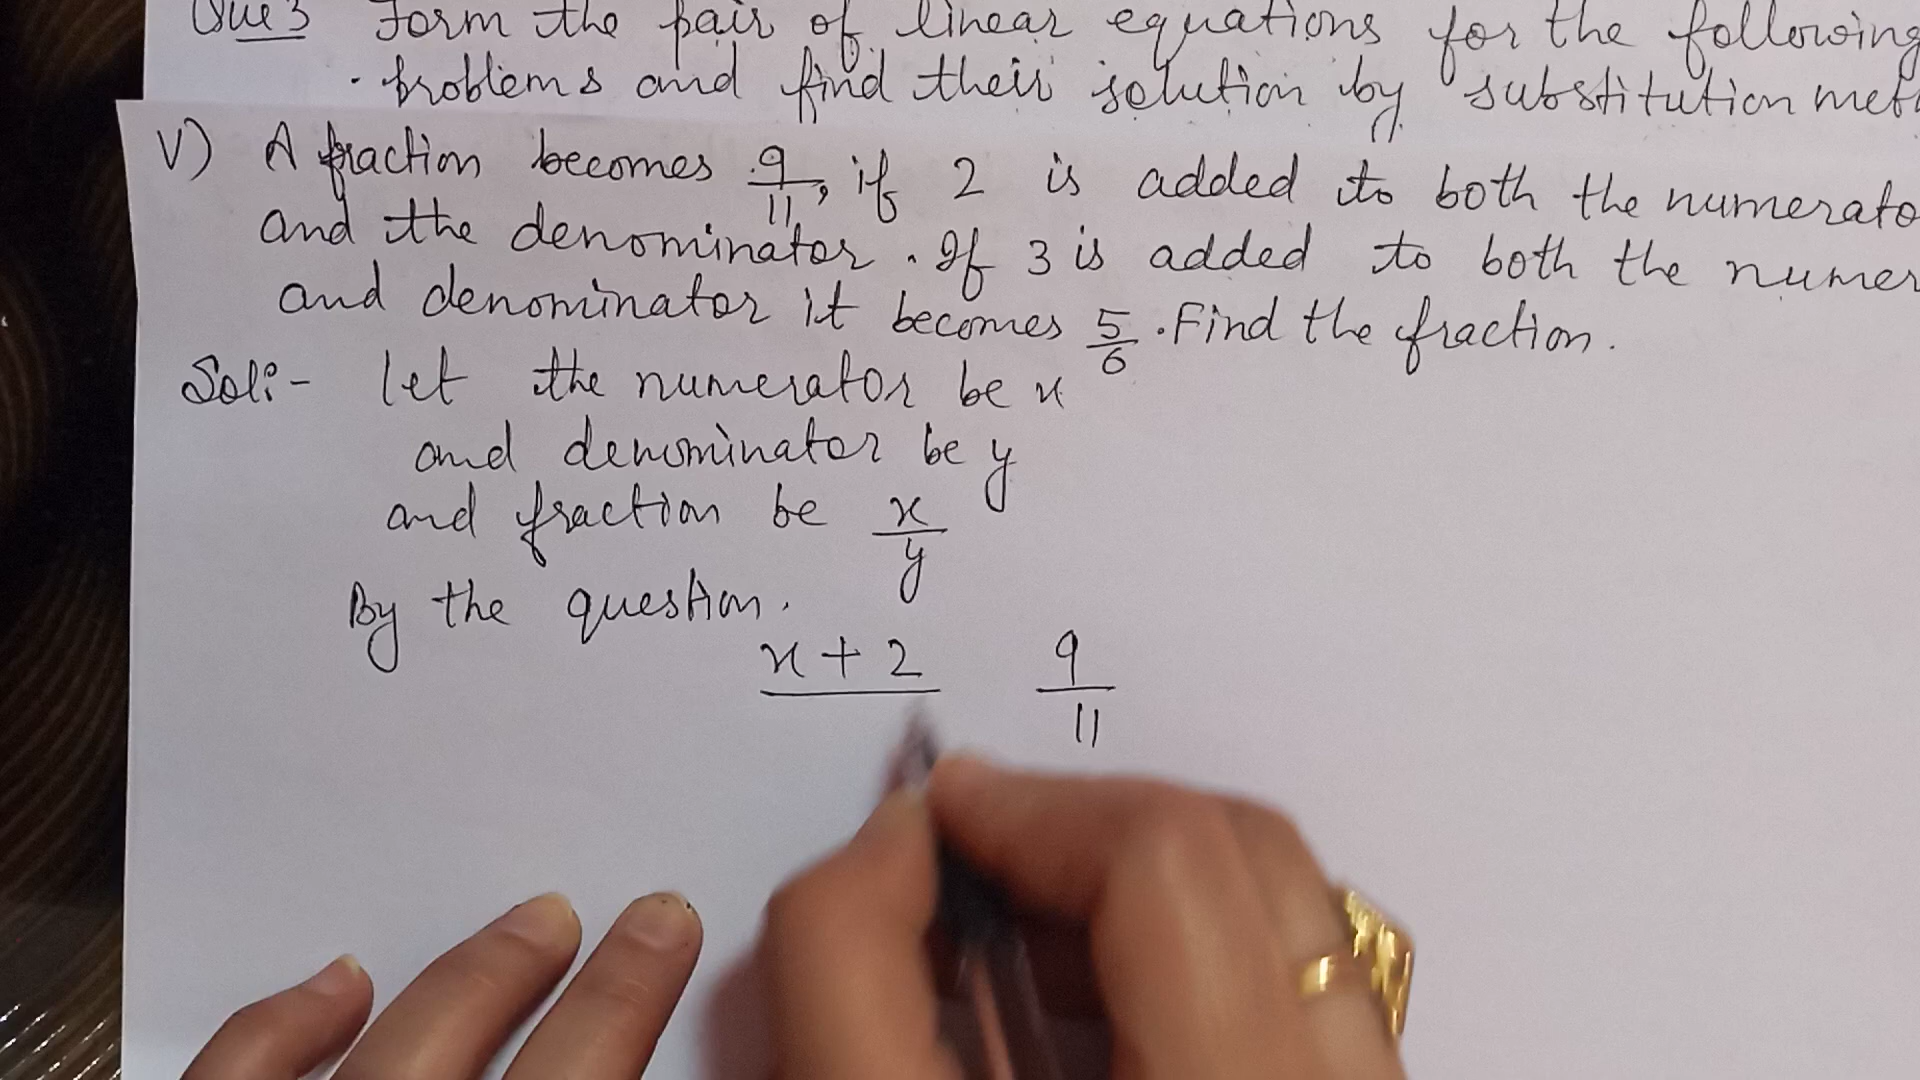 Que 3 Form the pair of linear equations for the following
problems and find their solution by substitution
V) A fraction becomes 9/11, if 2 is added to both the
and the denominator. If 3 is added to both the
and denominator it becomes 5/6. Find the fraction.
Sol:- let the numerator be x
and denominator be y
and fraction be x/y
By the question.
x + 2
9/11